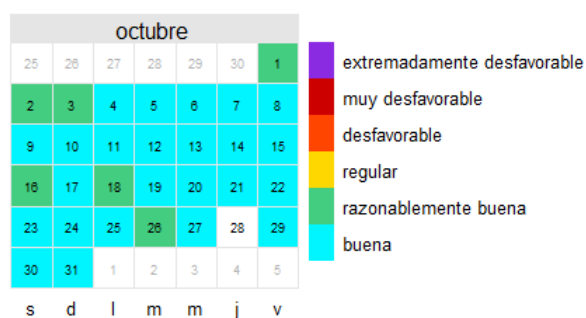 octubre
25 26 27 28 29 30 1
2 3 4 5 6 7 8
9 10 11 12 13 14 15
16 17 18 19 20 21 22
23 24 25 26 27 28 29
30 31 1 2 3 4 5
s d l m m j v
extremadamente desfavorable
muy desfavorable
desfavorable
regular
razonablemente buena
buena